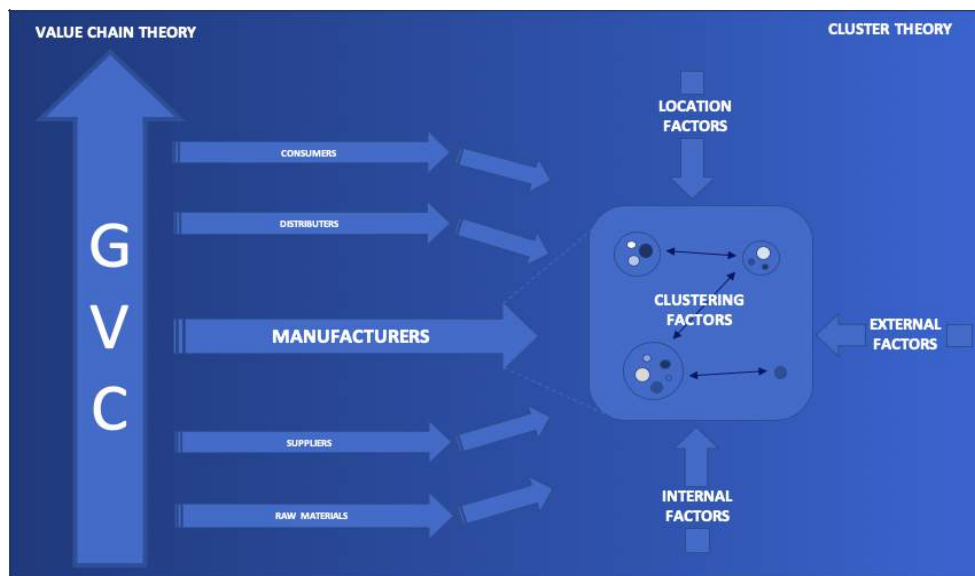 VALUE CHAIN THEORY
CLUSTER THEORY
G
V
C
CONSUMERS
DISTRIBUTERS
MANUFACTURERS
SUPPLIERS
RAW MATERIALS
LOCATION
FACTORS
CLUSTERING
FACTORS
EXTERNAL
FACTORS
INTERNAL
FACTORS